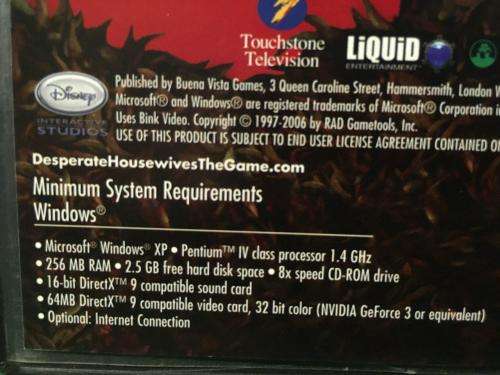 Touchstone
Television
LiQUiD
ENTERTAINMENT
Disney
INTERACTIVE
STUDIOS
Published by Buena Vista Games, 3 Queen Caroline Street, Hammersmith, London W
Microsoft® and Windows® are registered trademarks of Microsoft® Corporation in
Uses Bink Video. Copyright © 1997-2006 by RAD Gametools, Inc.
USE OF THIS PRODUCT IS SUBJECT TO END USER LICENSE AGREEMENT CONTAINED ON
DesperateHousewivesTheGame.com
Minimum System Requirements
Windows®
• Microsoft® Windows® XP • Pentium™ IV class processor 1.4 GHz
• 256 MB RAM • 2.5 GB free hard disk space • 8x speed CD-ROM drive
• 16-bit DirectX™ 9 compatible sound card
• 64MB DirectX™ 9 compatible video card, 32 bit color (NVIDIA GeForce 3 or equivalent)
• Optional: Internet Connection